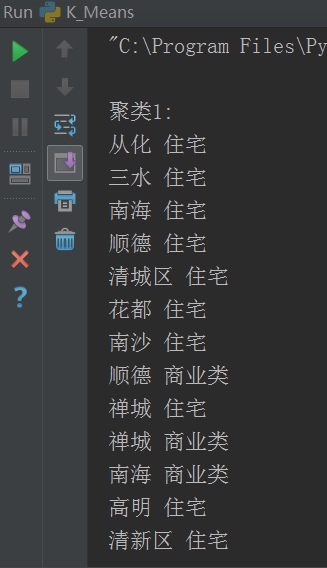 Run K_Means
"C:\Program Files\Py
聚类1:
从化 住宅
三水 住宅
南海 住宅
顺德 住宅
清城区 住宅
花都 住宅
南沙 住宅
顺德 商业类
禅城 住宅
禅城 商业类
南海 商业类
高明 住宅
清新区 住宅